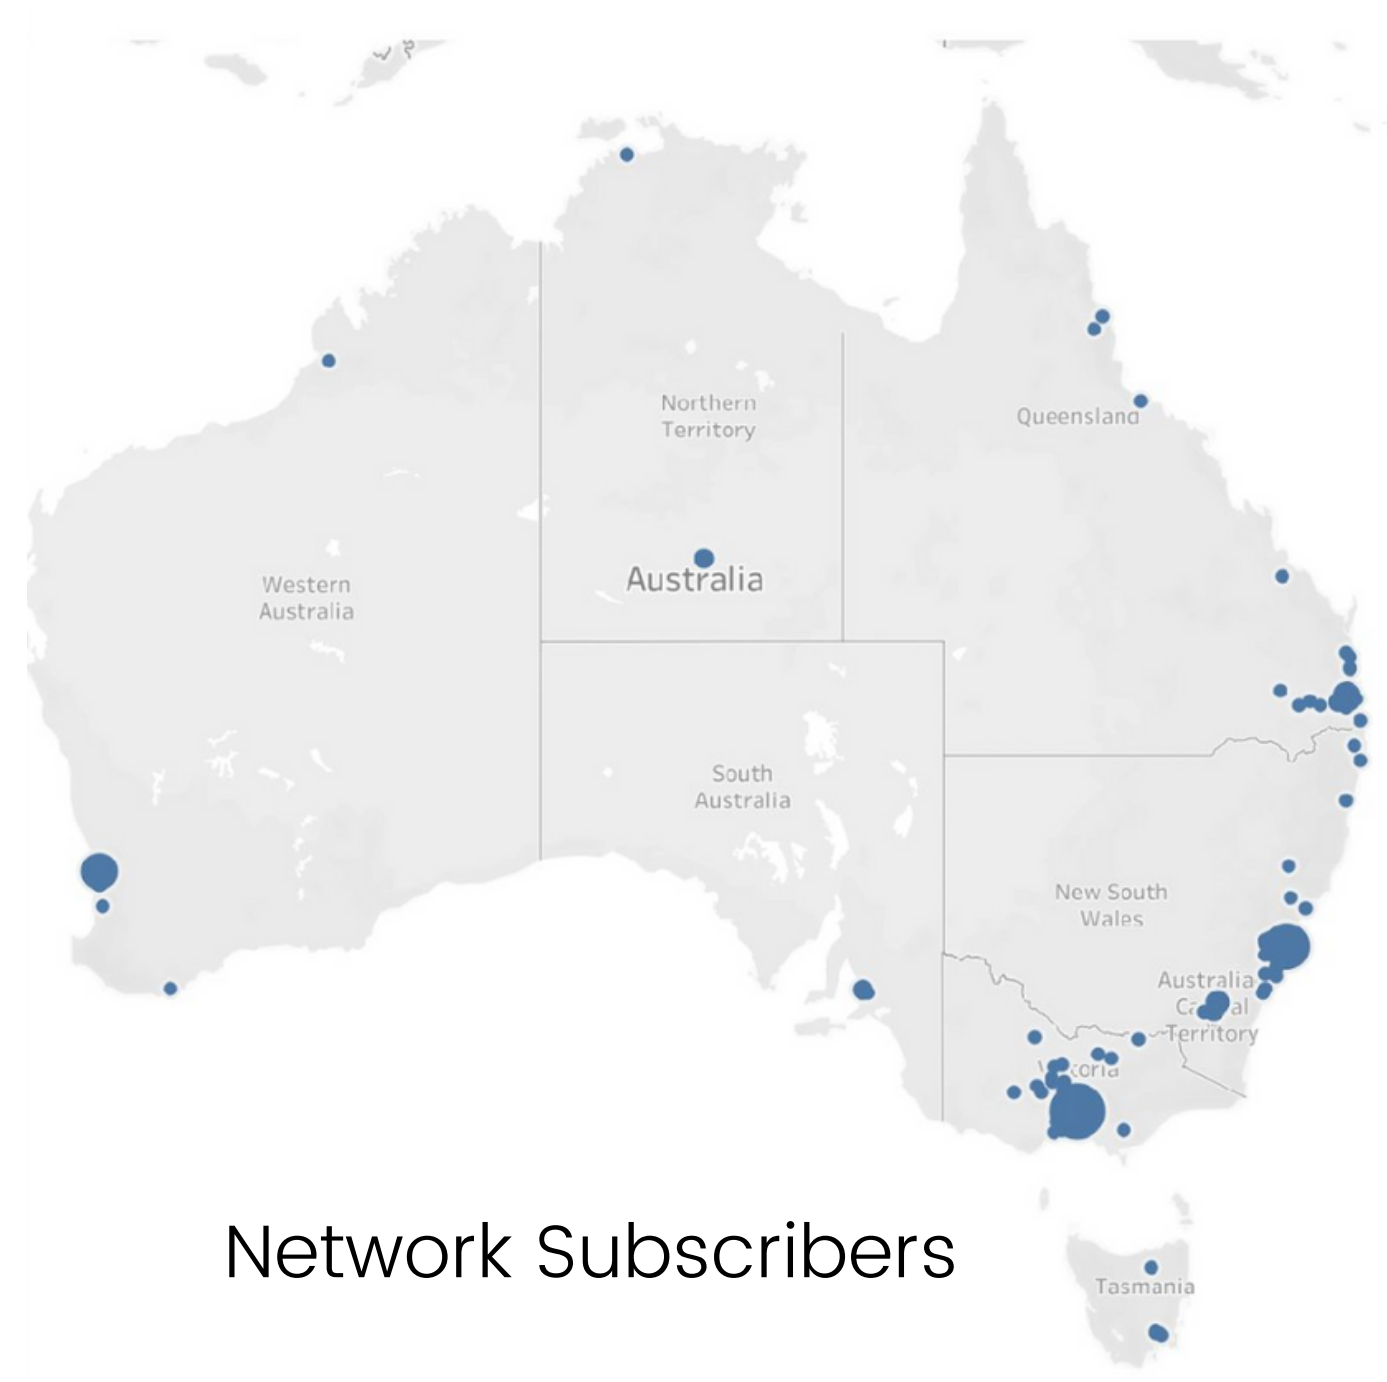 Northern
Territory
Queensland
Australia
Western
Australia
South
Australia
New South
Wales
Australia
Territory
Network Subscribers
Tasmania